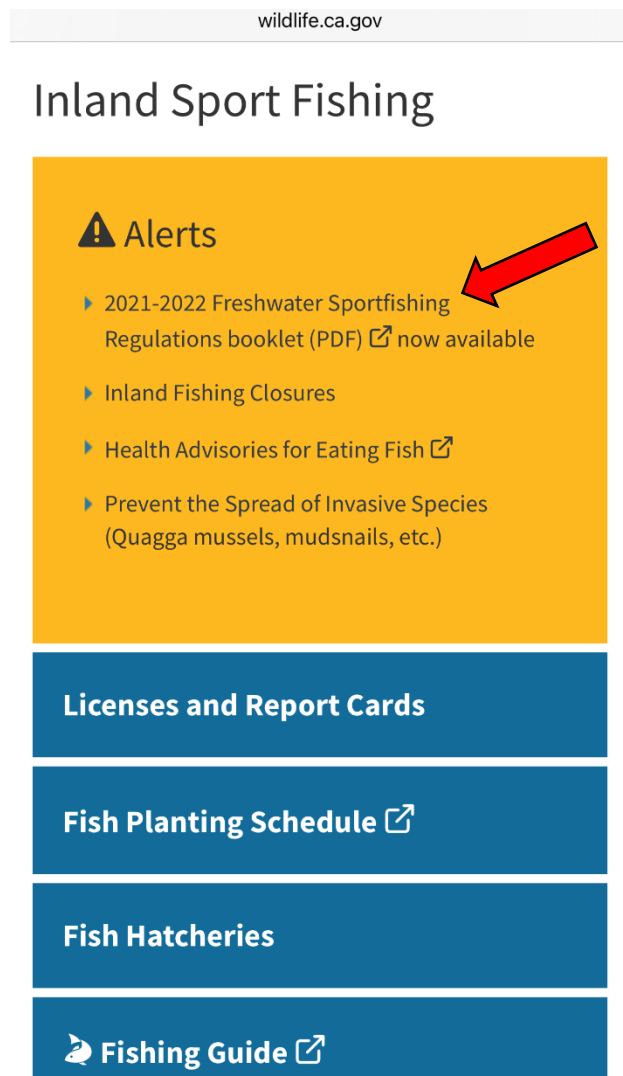 wildlife.ca.gov
Inland Sport Fishing
Alerts
2021-2022 Freshwater Sportfishing
Regulations booklet (PDF) now available
Inland Fishing Closures
Health Advisories for Eating Fish
Prevent the Spread of Invasive Species
(Quagga mussels, mudsnails, etc.)
Licenses and Report Cards
Fish Planting Schedule
Fish Hatcheries
Fishing Guide